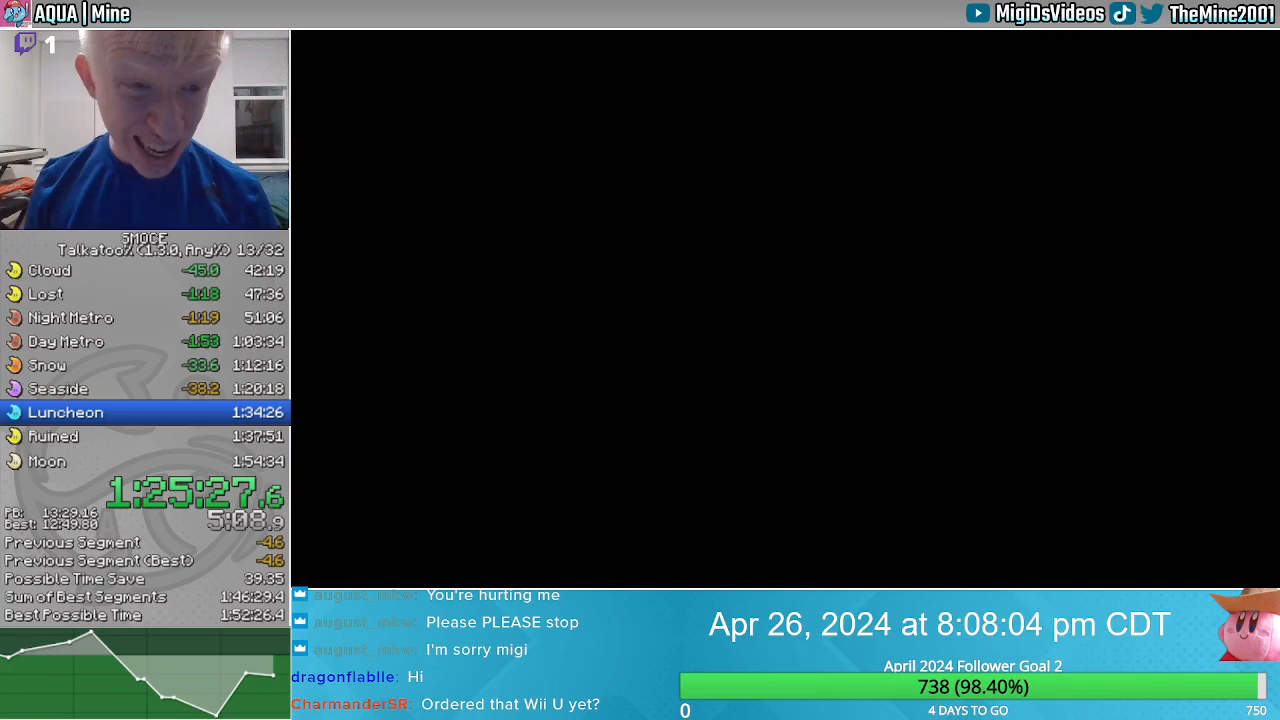 AQUA | Mine
MigiDsVideos
TheMine2001
1
SMOCE
Talkatoo% (1.3.0, Any%) 13/32
Cloud -45.0 42:19
Lost -1:18 47:36
Night Metro -1:19 51:06
Day Metro -1:53 1:03:34
Snow -33.6 1:12:16
Seaside -38.2 1:20:18
Luncheon 1:34:26
Ruined 1:37:51
Moon 1:54:34
1:25:27.6
PB: 13:29.16
Best: 12:49.80
5:08.9
Previous Segment -4.6
Previous Segment (Best) -4.6
Possible Time Save 39.35
Sum of Best Segments 1:46:29.4
Best Possible Time 1:52:26.4
august_mkw: You're hurting me
august_mkw: Please PLEASE stop
august_mkw: I'm sorry migi
dragonflablle: Hi
CharmanderSR: Ordered that Wii U yet?
Apr 26, 2024 at 8:08:04 pm CDT
April 2024 Follower Goal 2
738 (98.40%)
0 4 DAYS TO GO 750